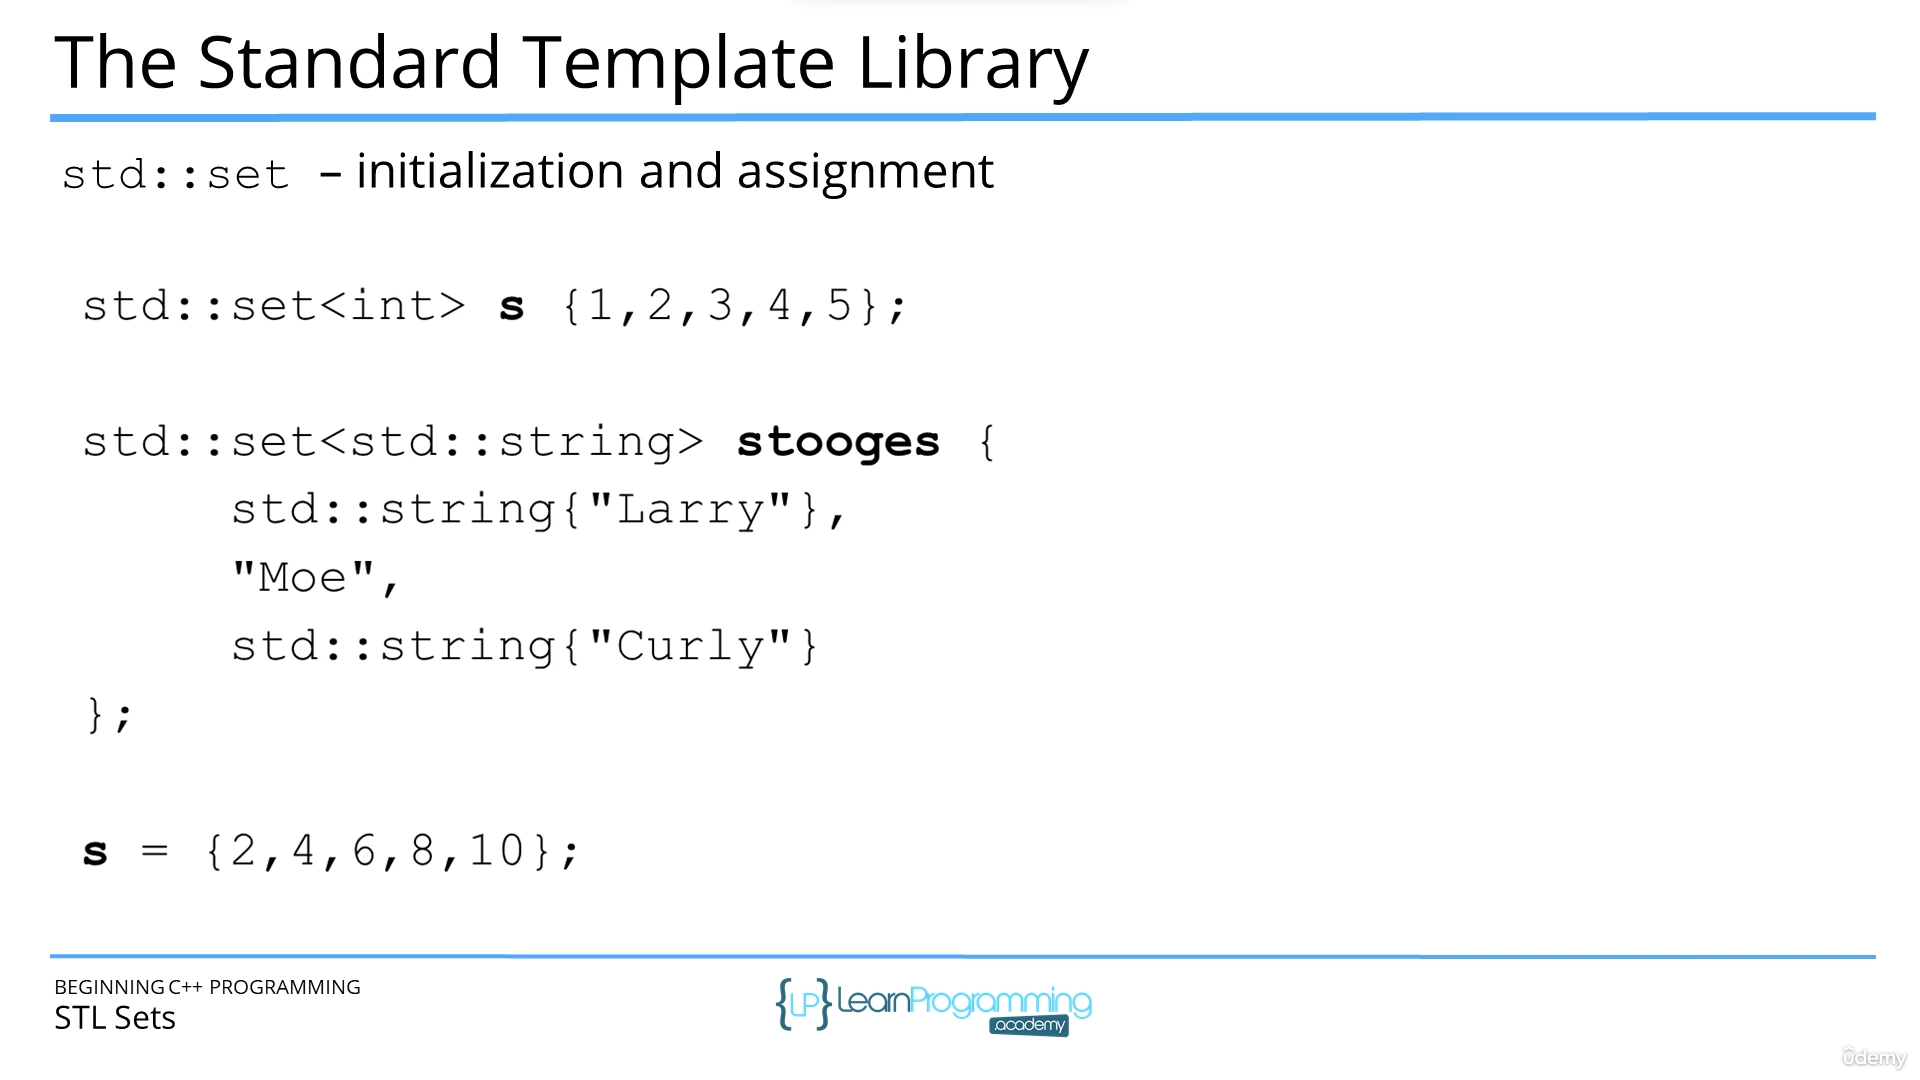 The Standard Template Library
std::set – initialization and assignment
std::set<int> s {1,2,3,4,5};
std::set<std::string> stooges {
std::string{"Larry"},
"Moe",
std::string{"Curly"}
};
s = {2,4,6,8,10};
BEGINNING C++ PROGRAMMING
STL Sets
{LP} LearnProgramming
.academy
ûdemy